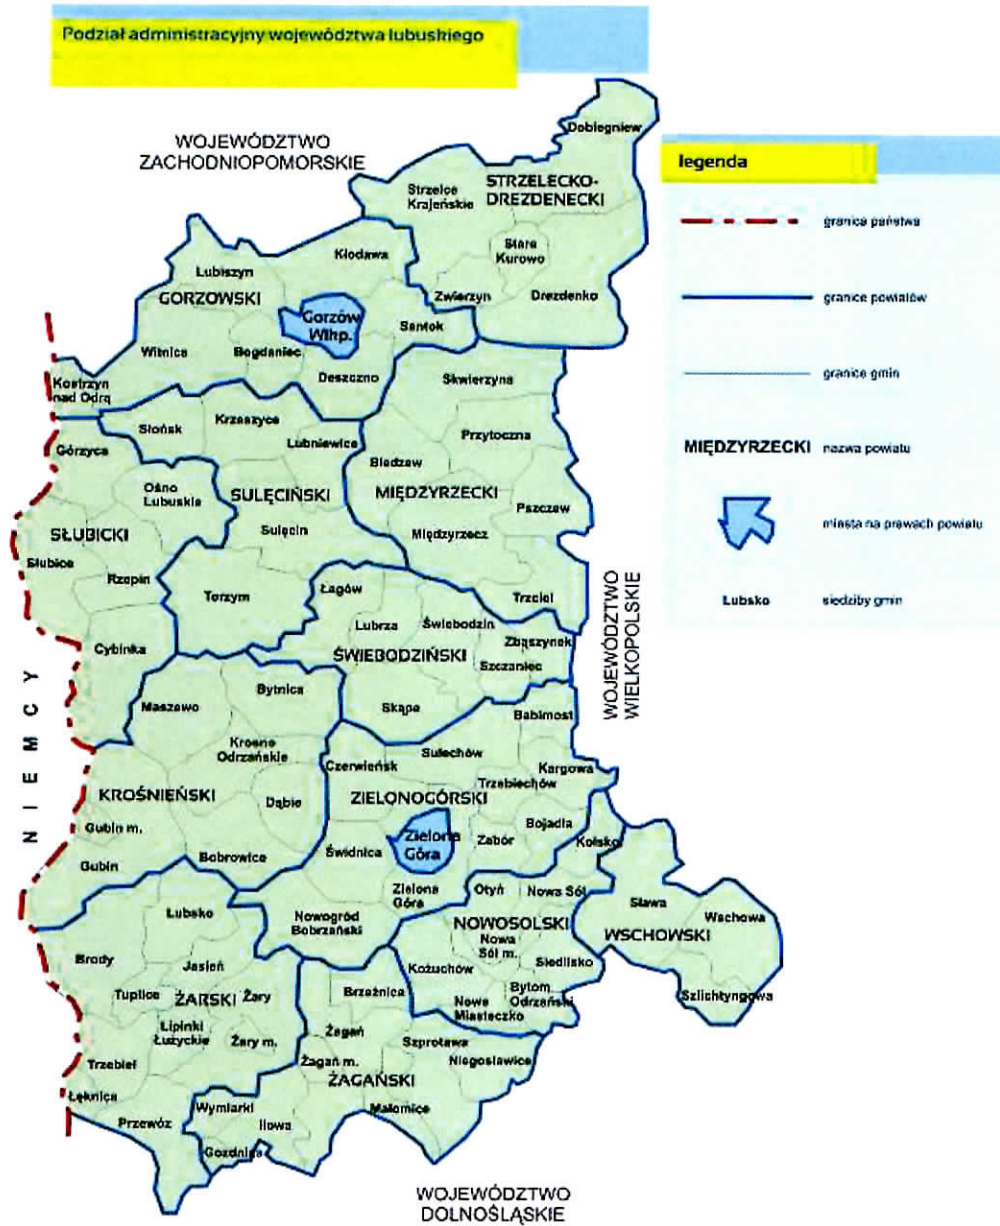 Podział administracyjny województwa lubuskiego
WOJEWÓDZTWO
ZACHODNIOPOMORSKIE
legenda
granica państwa
granice powiatów
granice gmin
MIĘDZYRZECKI nazwa powiatu
miasta na prawach powiatu
Lubsko siedziby gmin
Dobiegniew
STRZELECKO-
DREZDENECKI
Strzelce
Krajeńskie
Stare
Kurowo
Zwierzyn
Drezdenko
Kłodawa
Lubiszyn
GORZOWSKI
Gorzów
Wlkp.
Santok
Witnica
Bogdaniec
Deszczno
Kostrzyn
nad Odrą
Skwierzyna
Słońsk
Krzeszyce
Lubniewice
Przytoczna
Górzyca
Bledzew
Ośno
Lubuskie
SULĘCIŃSKI
MIĘDZYRZECKI
Pszczew
SŁUBICKI
Sulęcin
Międzyrzecz
Słubice
Rzepin
Torzym
Łagów
Trzciel
Lubrza
Świebodzin
Cybinka
Zbąszynek
ŚWIEBODZIŃSKI
Szczaniec
WOJEWÓDZTWO
WIELKOPOLSKIE
NIEMCY
Bytnica
Maszewo
Skąpe
Babimost
Krosno
Odrzańskie
Sulechów
Czerwieńsk
Kargowa
Trzebiechów
KROŚNIEŃSKI
Dąbie
ZIELONOGÓRSKI
Gubin m.
Bojadła
Zielona
Góra
Zabór
Kolsko
Gubin
Bobrowice
Świdnica
Zielona
Góra
Otyń
Nowa Sól
Lubsko
Nowogród
Bobrzański
NOWOSOLSKI
Nowa
Sól m.
Sława
Wschowa
WSCHOWSKI
Brody
Jasień
Kożuchów
Siedlisko
Tuplice
ŻARSKI
Żary
Brzeźnica
Bytom
Odrzański
Nowe
Miasteczko
Szlichtyngowa
Lipinki
Łużyckie
Żary m.
Żagań
Szprotawa
Trzebiel
Żagań m.
Niegosławice
ŻAGAŃSKI
Łęknica
Wymiarki
Małomice
Przewóz
Iłowa
Gozdnica
WOJEWÓDZTWO
DOLNOŚLĄSKIE